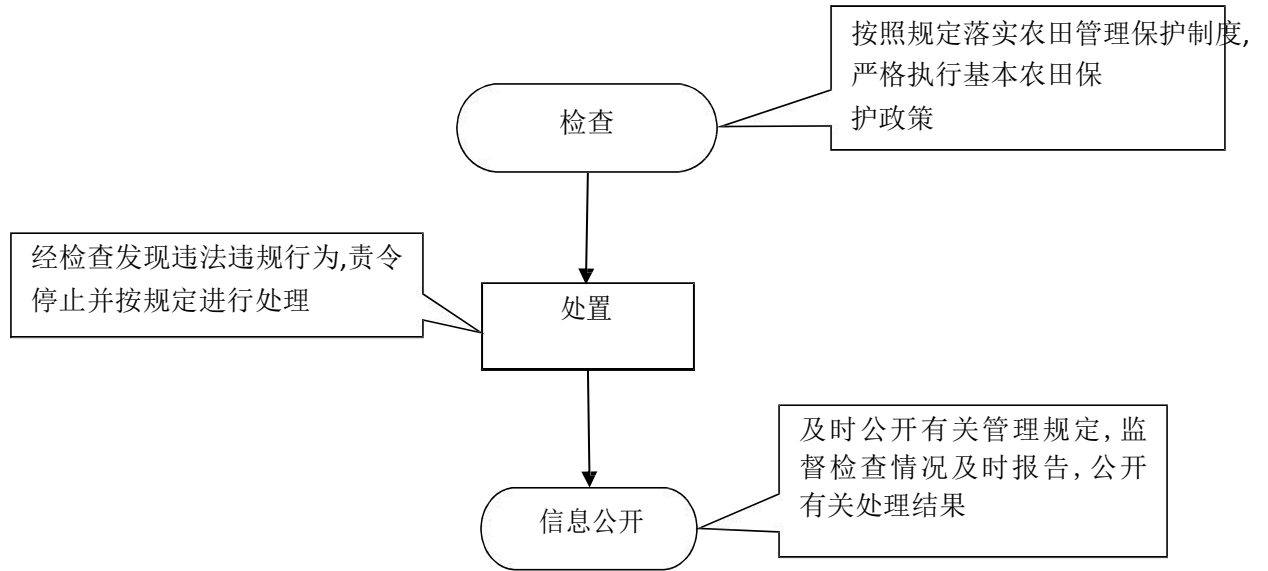 按照规定落实农田管理保护制度,
严格执行基本农田保
护政策
检查
经检查发现违法违规行为,责令
停止并按规定进行处理
处置
及时公开有关管理规定,监
督检查情况及时报告,公开
有关处理结果
信息公开